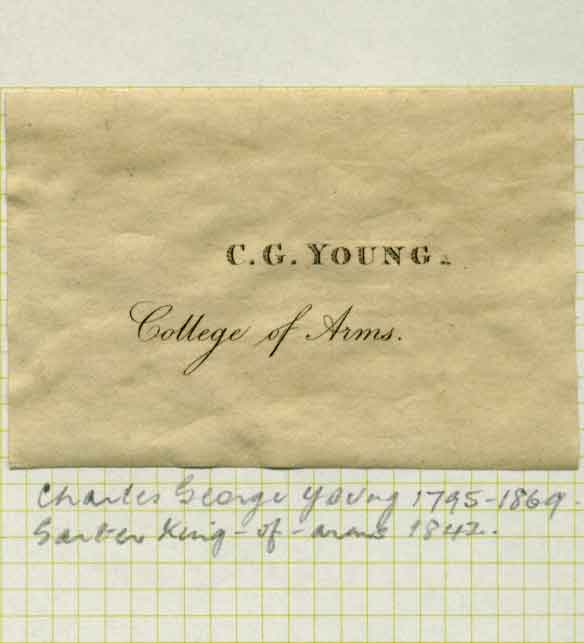 C. G. YOUNG.
College of Arms.
Charles George Young 1795-1869
Garter King-of-arms 1842.